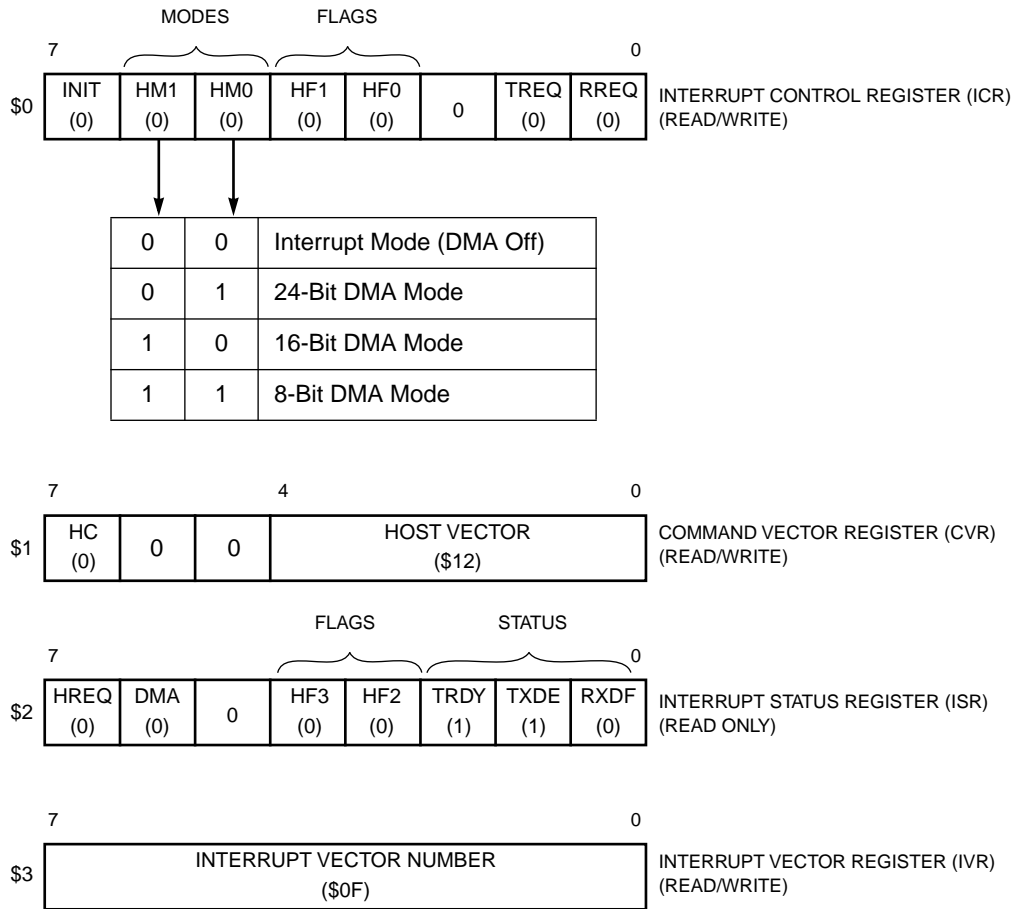 MODES FLAGS
7 0
$0 INIT HM1 HM0 HF1 HF0 0 TREQ RREQ INTERRUPT CONTROL REGISTER (ICR)
(0) (0) (0) (0) (0) (0) (0) (READ/WRITE)
0 0 Interrupt Mode (DMA Off)
0 1 24-Bit DMA Mode
1 0 16-Bit DMA Mode
1 1 8-Bit DMA Mode
7 4 0
$1 HC 0 0 HOST VECTOR COMMAND VECTOR REGISTER (CVR)
(0) ($12) (READ/WRITE)
FLAGS STATUS
7 0
$2 HREQ DMA 0 HF3 HF2 TRDY TXDE RXDF INTERRUPT STATUS REGISTER (ISR)
(0) (0) (0) (0) (1) (1) (0) (READ ONLY)
7 0
$3 INTERRUPT VECTOR NUMBER INTERRUPT VECTOR REGISTER (IVR)
($0F) (READ/WRITE)